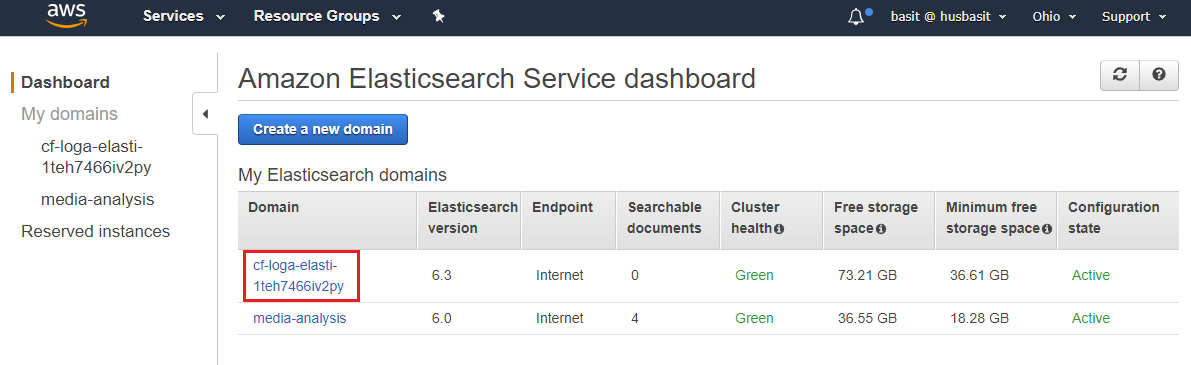 aws Services Resource Groups basit @ husbasit Ohio Support
Dashboard
My domains
cf-loga-elasti-
1teh7466iv2py
media-analysis
Reserved instances
Amazon Elasticsearch Service dashboard
Create a new domain
My Elasticsearch domains
Domain Elasticsearch version Endpoint Searchable documents Cluster health Free storage space Minimum free storage space Configuration state
cf-loga-elasti-
1teh7466iv2py 6.3 Internet 0 Green 73.21 GB 36.61 GB Active
media-analysis 6.0 Internet 4 Green 36.55 GB 18.28 GB Active